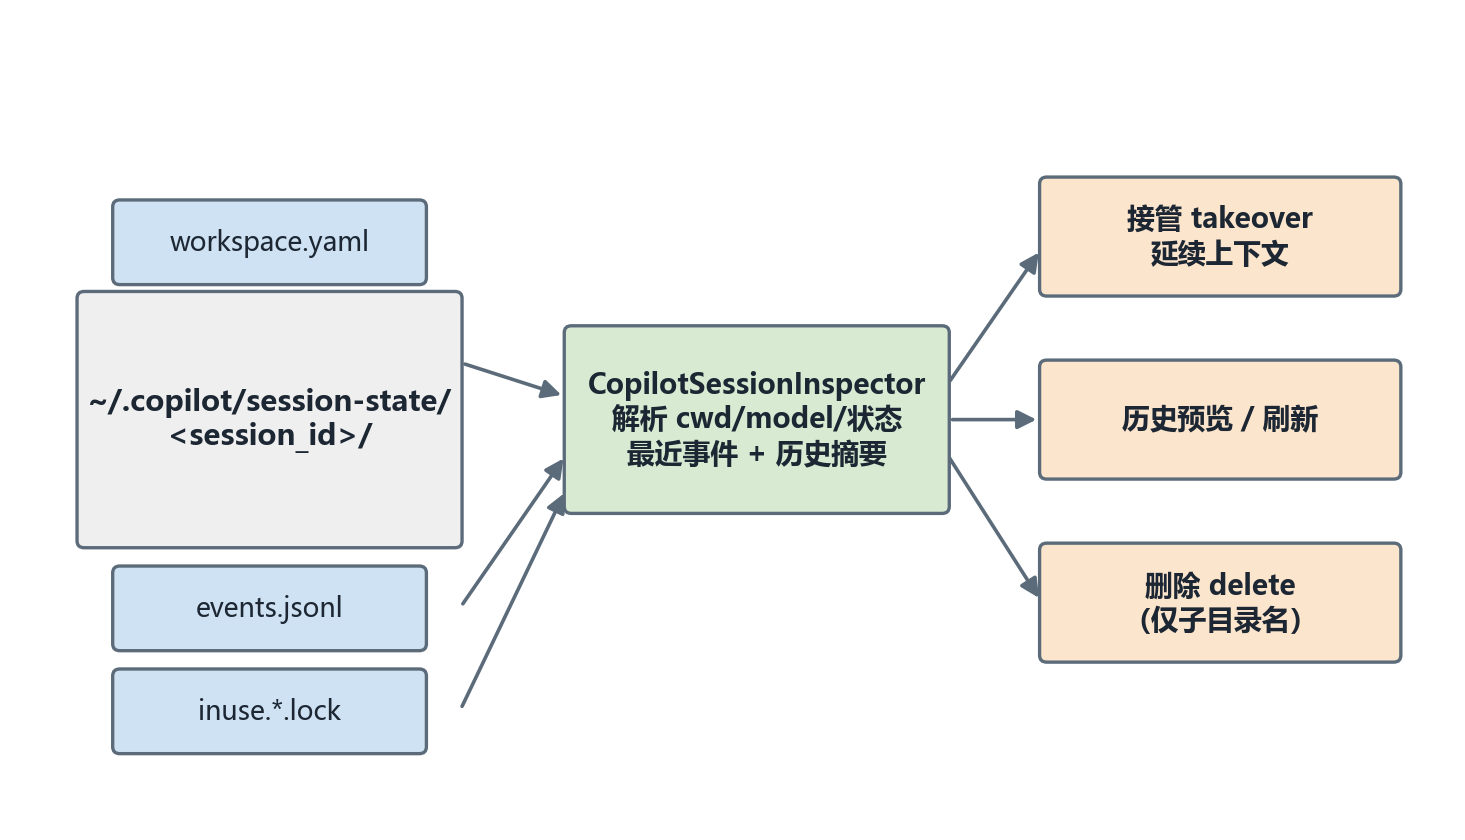 workspace.yaml
~/.copilot/session-state/
<session_id>/
events.jsonl
inuse.*.lock
CopilotSessionInspector
解析 cwd/model/状态
最近事件 + 历史摘要
接管 takeover
延续上下文
历史预览 / 刷新
删除 delete
(仅子目录名)